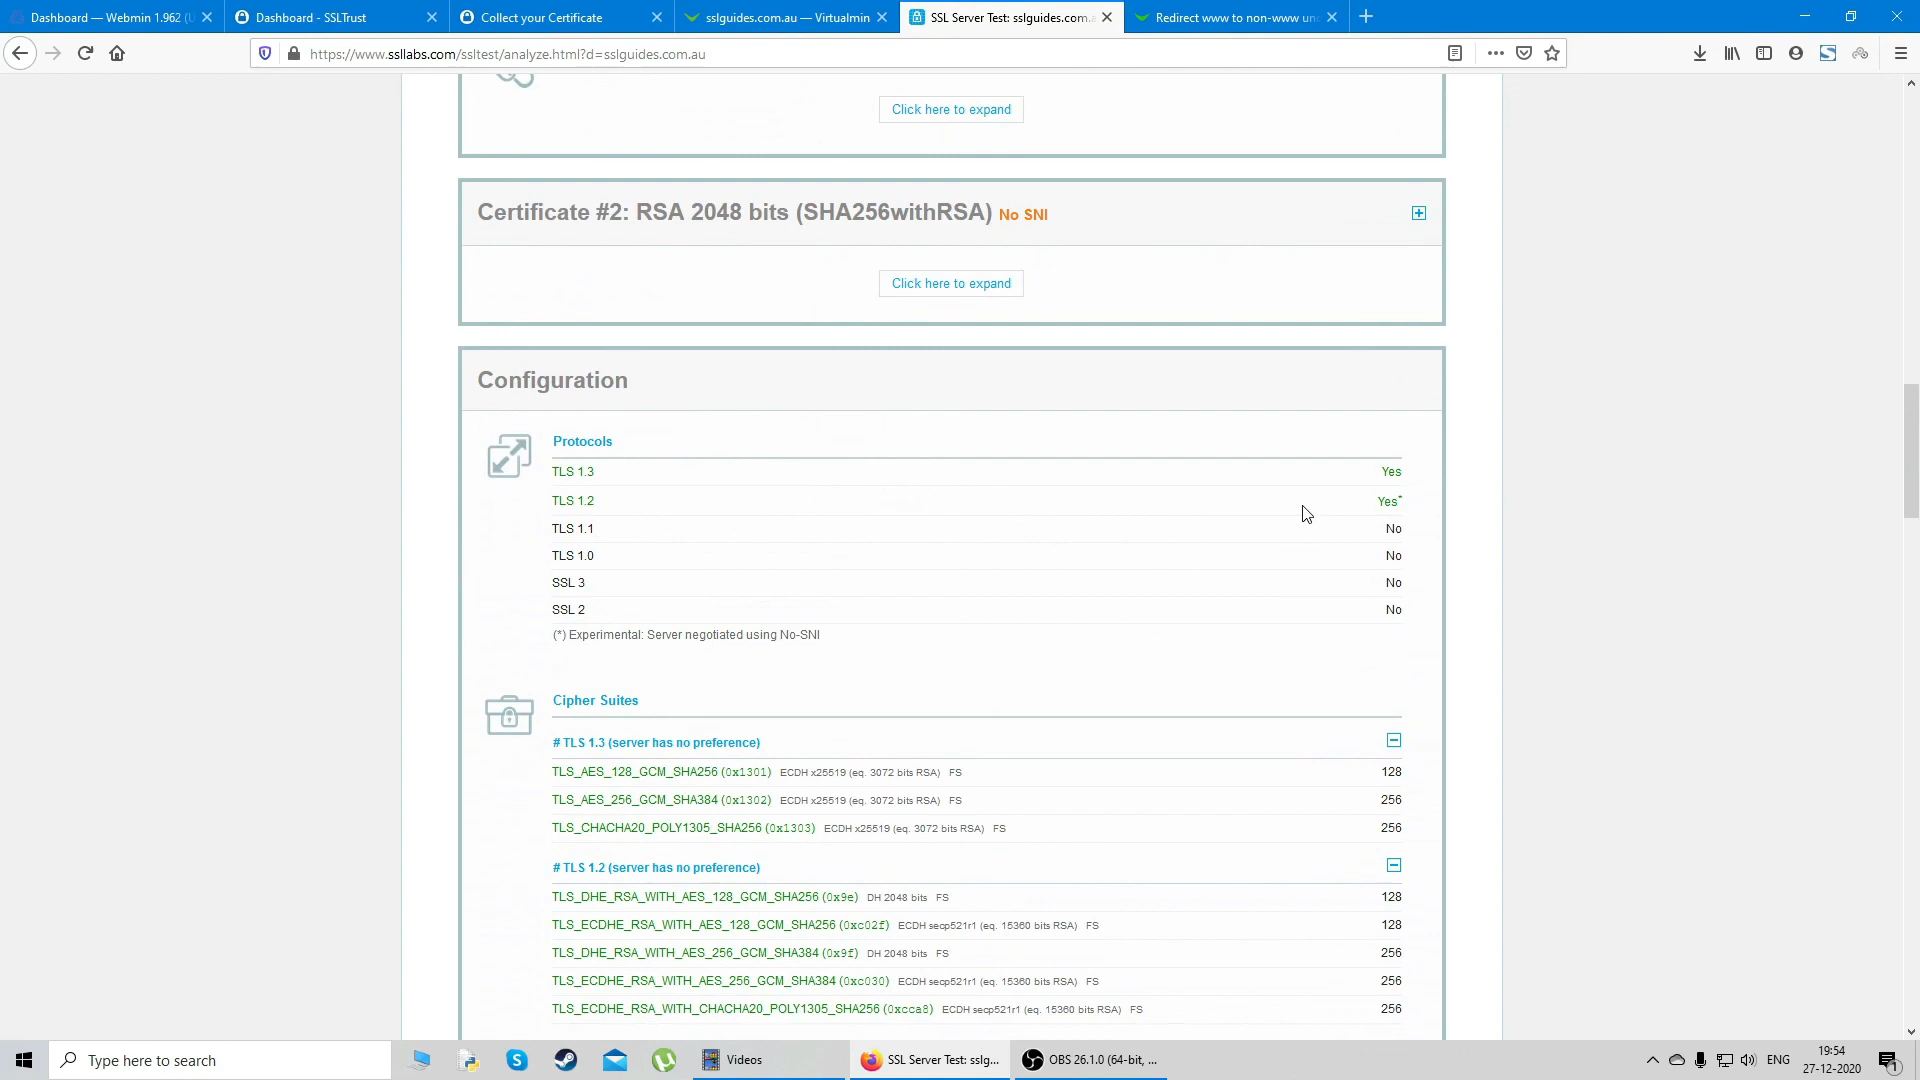 Dashboard — Webmin 1.962 (U
Dashboard - SSLTrust
Collect your Certificate
sslguides.com.au — Virtualmin
SSL Server Test: sslguides.com.
Redirect www to non-www un
https://www.ssllabs.com/ssltest/analyze.html?d=sslguides.com.au
Click here to expand
Certificate #2: RSA 2048 bits (SHA256withRSA) No SNI
Click here to expand
Configuration
Protocols
TLS 1.3 Yes
TLS 1.2 Yes*
TLS 1.1 No
TLS 1.0 No
SSL 3 No
SSL 2 No
(*) Experimental: Server negotiated using No-SNI
Cipher Suites
# TLS 1.3 (server has no preference)
TLS_AES_128_GCM_SHA256 (0x1301) ECDH x25519 (eq. 3072 bits RSA) FS 128
TLS_AES_256_GCM_SHA384 (0x1302) ECDH x25519 (eq. 3072 bits RSA) FS 256
TLS_CHACHA20_POLY1305_SHA256 (0x1303) ECDH x25519 (eq. 3072 bits RSA) FS 256
# TLS 1.2 (server has no preference)
TLS_DHE_RSA_WITH_AES_128_GCM_SHA256 (0x9e) DH 2048 bits FS 128
TLS_ECDHE_RSA_WITH_AES_128_GCM_SHA256 (0xc02f) ECDH secp521r1 (eq. 15360 bits RSA) FS 128
TLS_DHE_RSA_WITH_AES_256_GCM_SHA384 (0x9f) DH 2048 bits FS 256
TLS_ECDHE_RSA_WITH_AES_256_GCM_SHA384 (0xc030) ECDH secp521r1 (eq. 15360 bits RSA) FS 256
TLS_ECDHE_RSA_WITH_CHACHA20_POLY1305_SHA256 (0xcca8) ECDH secp521r1 (eq. 15360 bits RSA) FS 256
Type here to search
Videos
SSL Server Test: sslg...
OBS 26.1.0 (64-bit, ...
ENG
19:54
27-12-2020
1